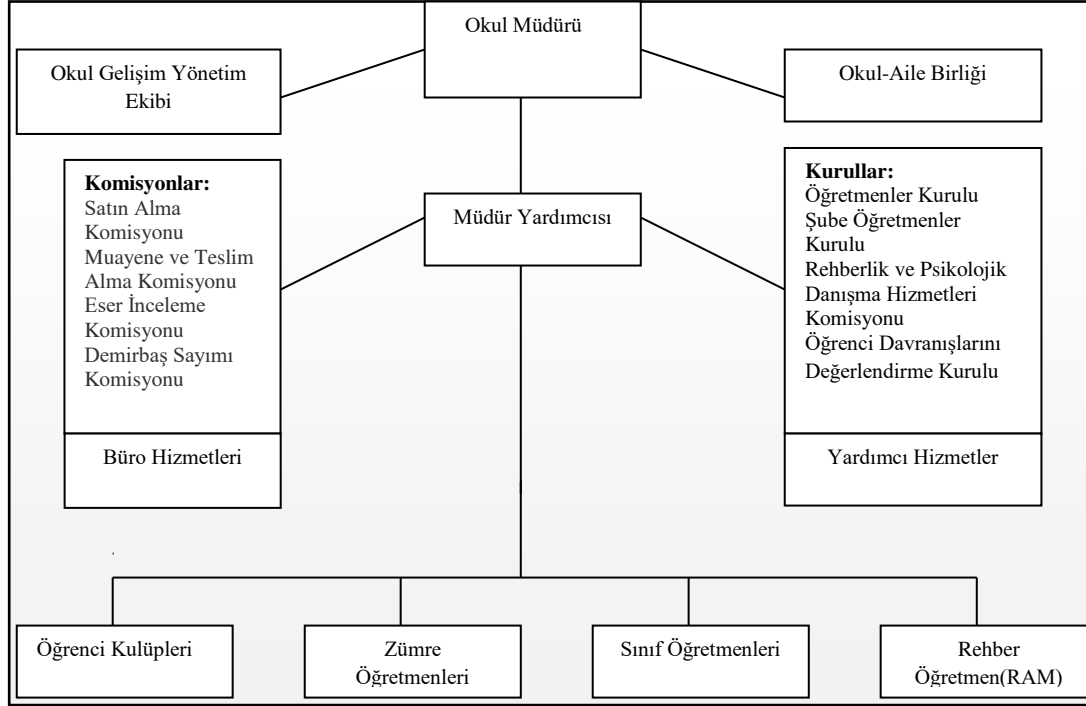 Okul Müdürü
Okul Gelişim Yönetim
Ekibi
Okul-Aile Birliği
Komisyonlar:
Satın Alma
Komisyonu
Muayene ve Teslim
Alma Komisyonu
Eser İnceleme
Komisyonu
Demirbaş Sayımı
Komisyonu
Müdür Yardımcısı
Kurullar:
Öğretmenler Kurulu
Şube Öğretmenler
Kurulu
Rehberlik ve Psikolojik
Danışma Hizmetleri
Komisyonu
Öğrenci Davranışlarını
Değerlendirme Kurulu
Büro Hizmetleri
Yardımcı Hizmetler
Öğrenci Kulüpleri
Zümre
Öğretmenleri
Sınıf Öğretmenleri
Rehber
Öğretmen(RAM)